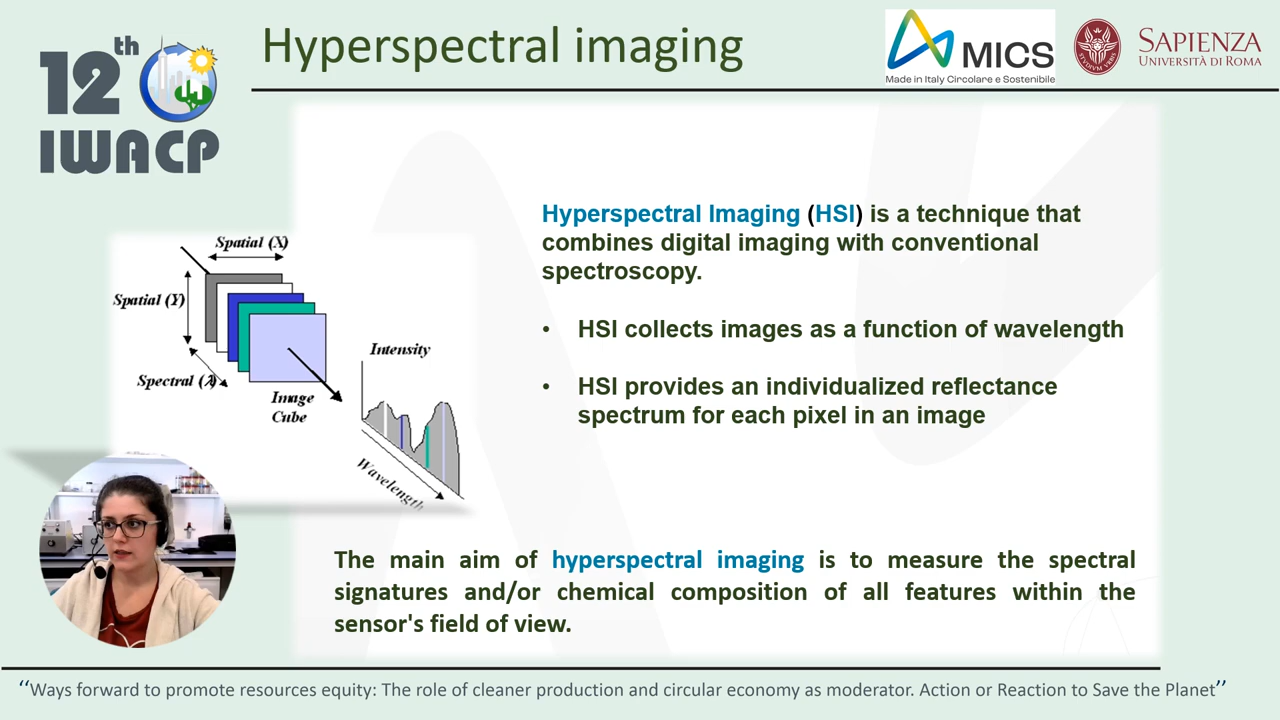 12th
IWACP
Hyperspectral imaging
MICS
Made in Italy Circolare e Sostenibile
SAPIENZA
UNIVERSITÀ DI ROMA
Spatial (X)
Spatial (Y)
Spectral (λ)
Image
Cube
Intensity
Wavelength
Hyperspectral Imaging (HSI) is a technique that
combines digital imaging with conventional
spectroscopy.
• HSI collects images as a function of wavelength
• HSI provides an individualized reflectance
spectrum for each pixel in an image
The main aim of hyperspectral imaging is to measure the spectral
signatures and/or chemical composition of all features within the
sensor's field of view.
“Ways forward to promote resources equity: The role of cleaner production and circular economy as moderator. Action or Reaction to Save the Planet”